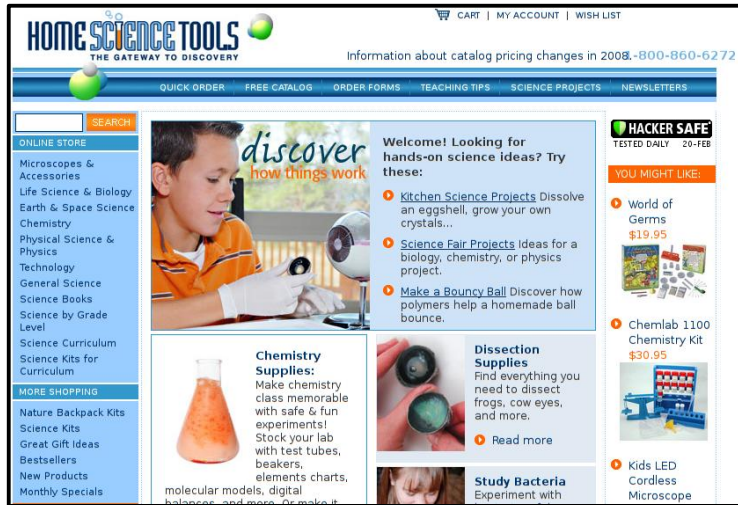 HOME SCIENCE TOOLS
THE GATEWAY TO DISCOVERY
CART | MY ACCOUNT | WISH LIST
Information about catalog pricing changes in 2008.
-800-860-6272
QUICK ORDER
FREE CATALOG
ORDER FORMS
TEACHING TIPS
SCIENCE PROJECTS
NEWSLETTERS
SEARCH
ONLINE STORE
Microscopes &
Accessories
Life Science & Biology
Earth & Space Science
Chemistry
Physical Science &
Physics
Technology
General Science
Science Books
Science by Grade
Level
Science Curriculum
Science Kits for
Curriculum
MORE SHOPPING
Nature Backpack Kits
Science Kits
Great Gift Ideas
Bestsellers
New Products
Monthly Specials
discover
how things work
Welcome! Looking for
hands-on science ideas? Try
these:
Kitchen Science Projects Dissolve
an eggshell, grow your own
crystals...
Science Fair Projects Ideas for a
biology, chemistry, or physics
project.
Make a Bouncy Ball Discover how
polymers help a homemade ball
bounce.
Chemistry
Supplies:
Make chemistry
class memorable
with safe & fun
experiments!
Stock your lab
with test tubes,
beakers,
elements charts,
molecular models, digital
balances, and more. Or make it
Dissection
Supplies
Find everything you
need to dissect
frogs, cow eyes,
and more.
Read more
Study Bacteria
Experiment with
HACKER SAFE
TESTED DAILY 20-FEB
YOU MIGHT LIKE:
World of
Germs
$19.95
Chemlab 1100
Chemistry Kit
$30.95
Kids LED
Cordless
Microscope